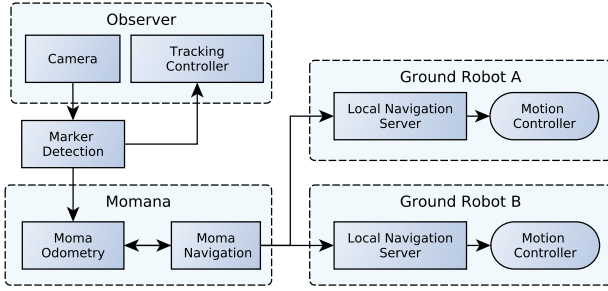 Observer
Camera
Tracking
Controller
Marker
Detection
Momana
Moma
Odometry
Moma
Navigation
Ground Robot A
Local Navigation
Server
Motion
Controller
Ground Robot B
Local Navigation
Server
Motion
Controller